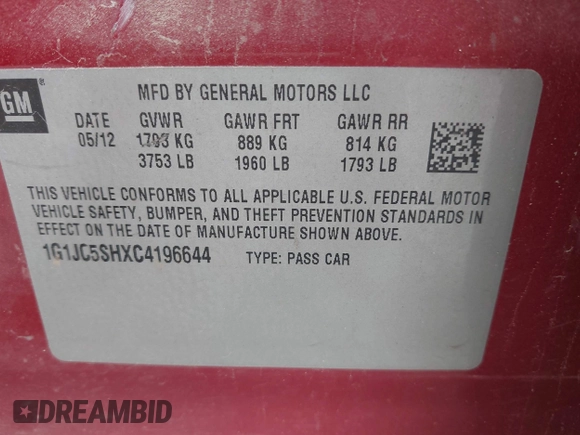 GM
MFD BY GENERAL MOTORS LLC
DATE GVWR GAWR FRT GAWR RR
05/12 1703 KG 889 KG 814 KG
3753 LB 1960 LB 1793 LB
THIS VEHICLE CONFORMS TO ALL APPLICABLE U.S. FEDERAL MOTOR
VEHICLE SAFETY, BUMPER, AND THEFT PREVENTION STANDARDS IN
EFFECT ON THE DATE OF MANUFACTURE SHOWN ABOVE.
1G1JC5SHXC4196644 TYPE: PASS CAR
DREAMBID